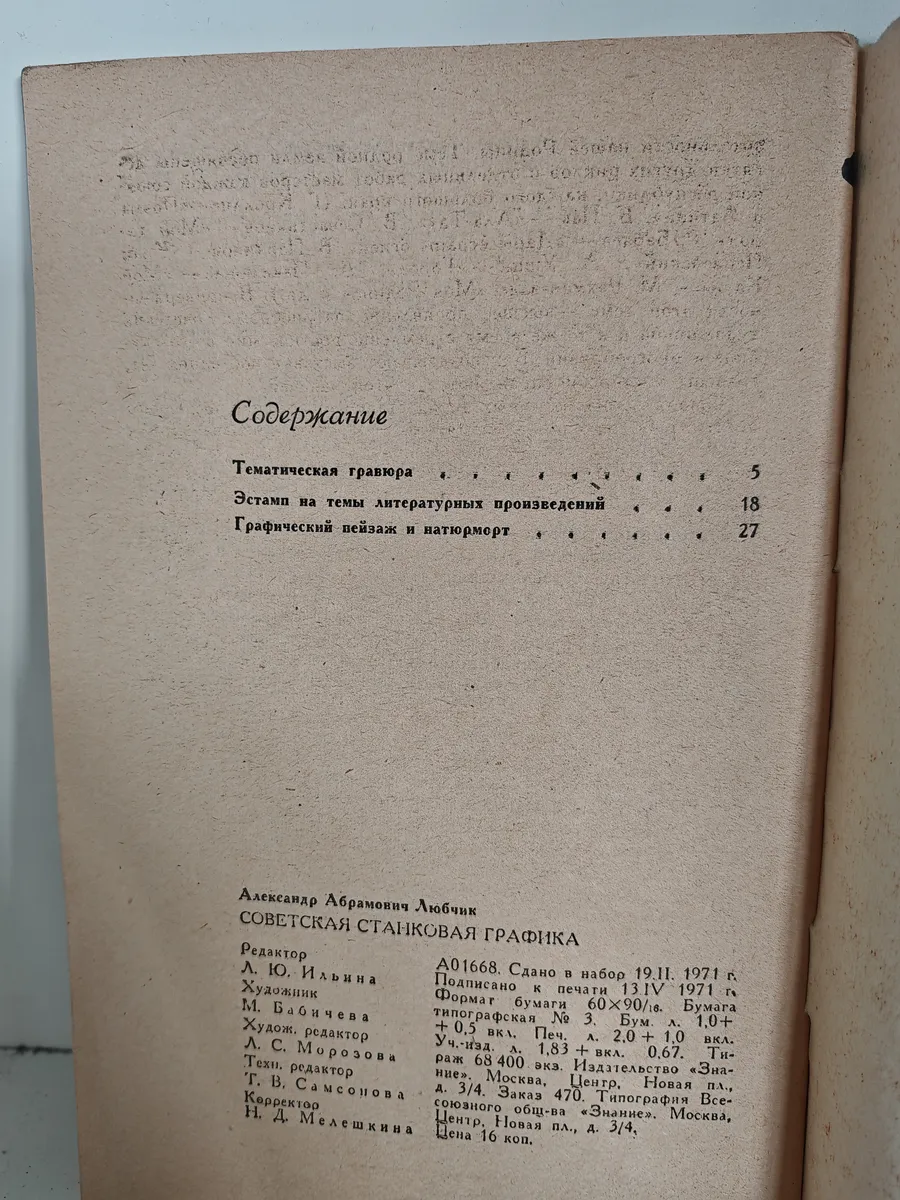 Содержание
Тематическая гравюра . . . . . . . . . 5
Эстамп на темы литературных произведений . . . 18
Графический пейзаж и натюрморт . . . . . . 27
Александр Абрамович Любчик
СОВЕТСКАЯ СТАНКОВАЯ ГРАФИКА
Редактор
Л. Ю. Ильина
Художник
М. Бабичева
Худож. редактор
Л. С. Морозова
Техн. редактор
Т. В. Самсонова
Корректор
Н. Д. Мелешкина
А01668. Сдано в набор 19.II. 1971 г.
Подписано к печати 13.IV 1971 г.
Формат бумаги 60×90/16. Бумага
типографская № 3. Бум. л. 1,0+
+ 0,5 вкл. Печ. л. 2,0 + 1,0 вкл.
Уч.-изд. л. 1,83 + вкл. 0,67. Ти-
раж 68 400 экз. Издательство «Зна-
ние». Москва, Центр, Новая пл.,
д. 3/4. Заказ 470. Типография Все-
союзного общ-ва «Знание». Москва,
Центр, Новая пл., д. 3/4.
Цена 16 коп.